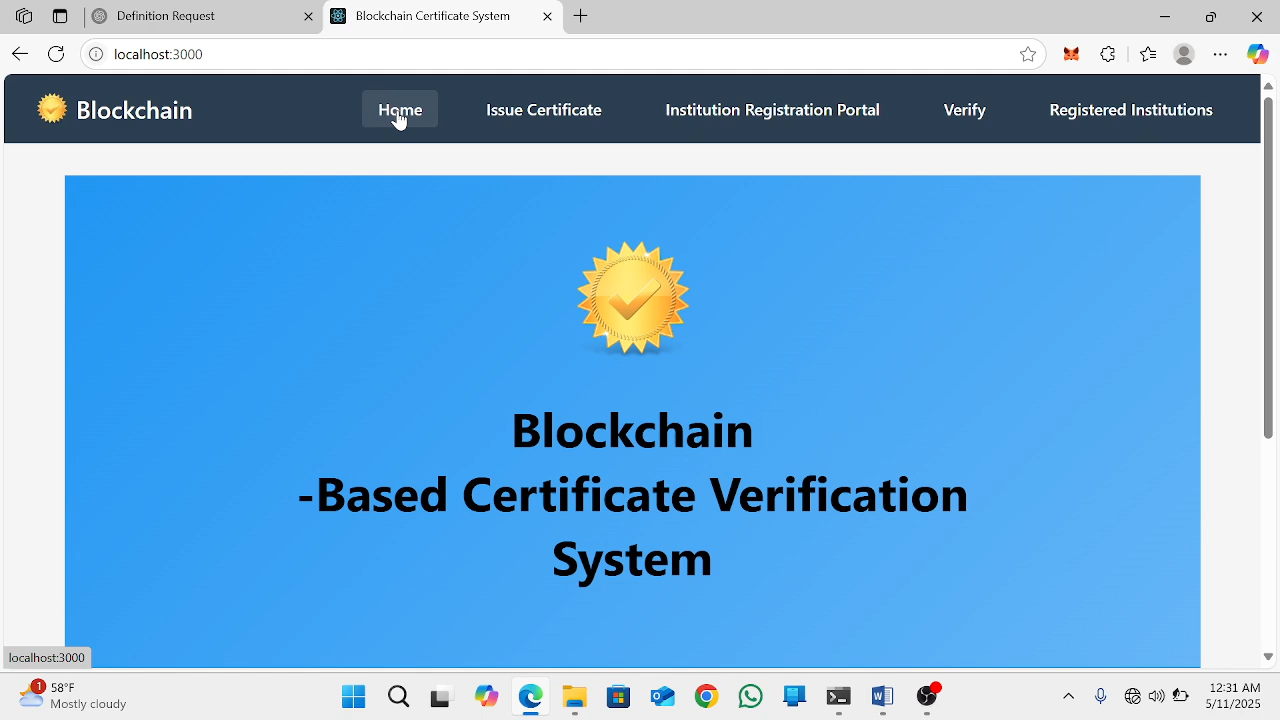 Definition Request
Blockchain Certificate System
localhost:3000
Blockchain
Home
Issue Certificate
Institution Registration Portal
Verify
Registered Institutions
Blockchain
-Based Certificate Verification
System
localhost:3000
1
58°F
Mostly cloudy
12:31 AM
5/11/2025